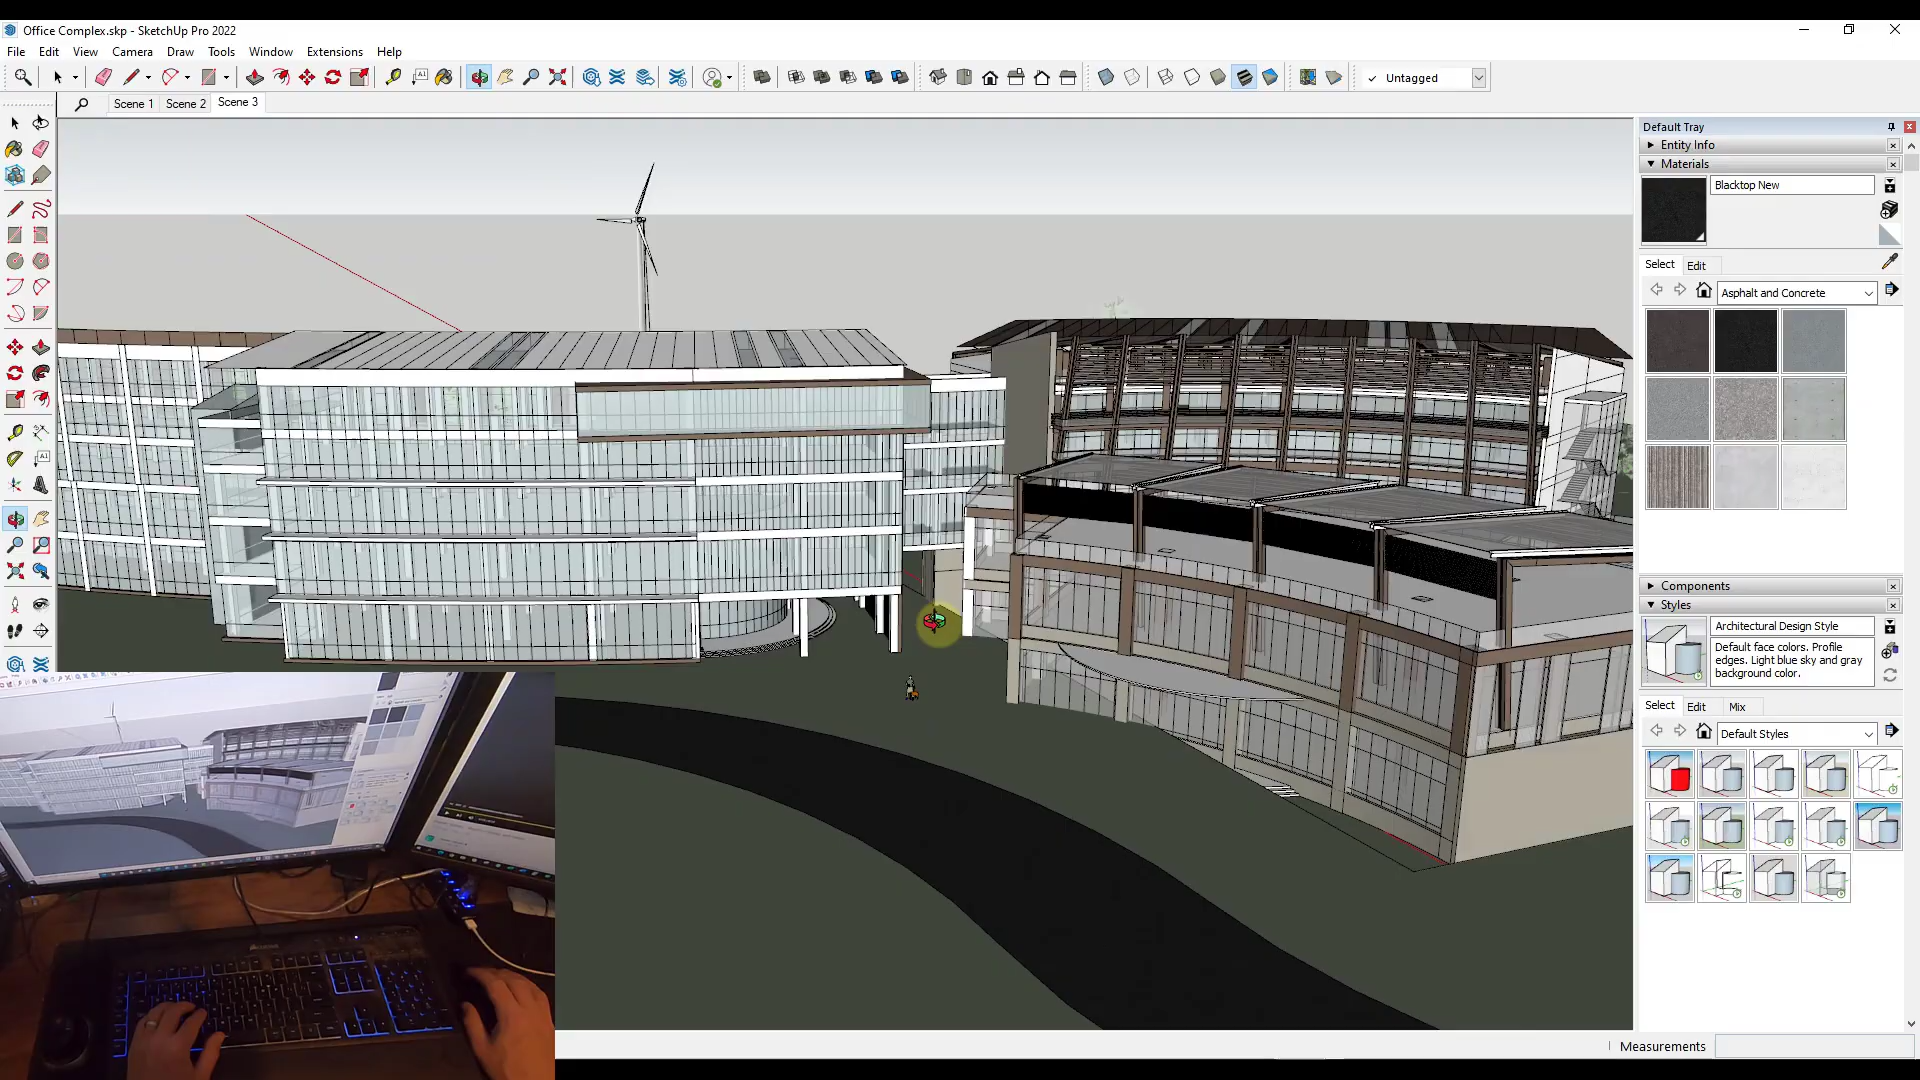 Office Complex.skp - SketchUp Pro 2022
File Edit View Camera Draw Tools Window Extensions Help
Untagged
Scene 1 Scene 2 Scene 3
Default Tray
Entity Info
Materials
Blacktop New
Select Edit
Asphalt and Concrete
Components
Styles
Architectural Design Style
Default face colors. Profile
edges. Light blue sky and gray
background color.
Select Edit Mix
Default Styles
Measurements